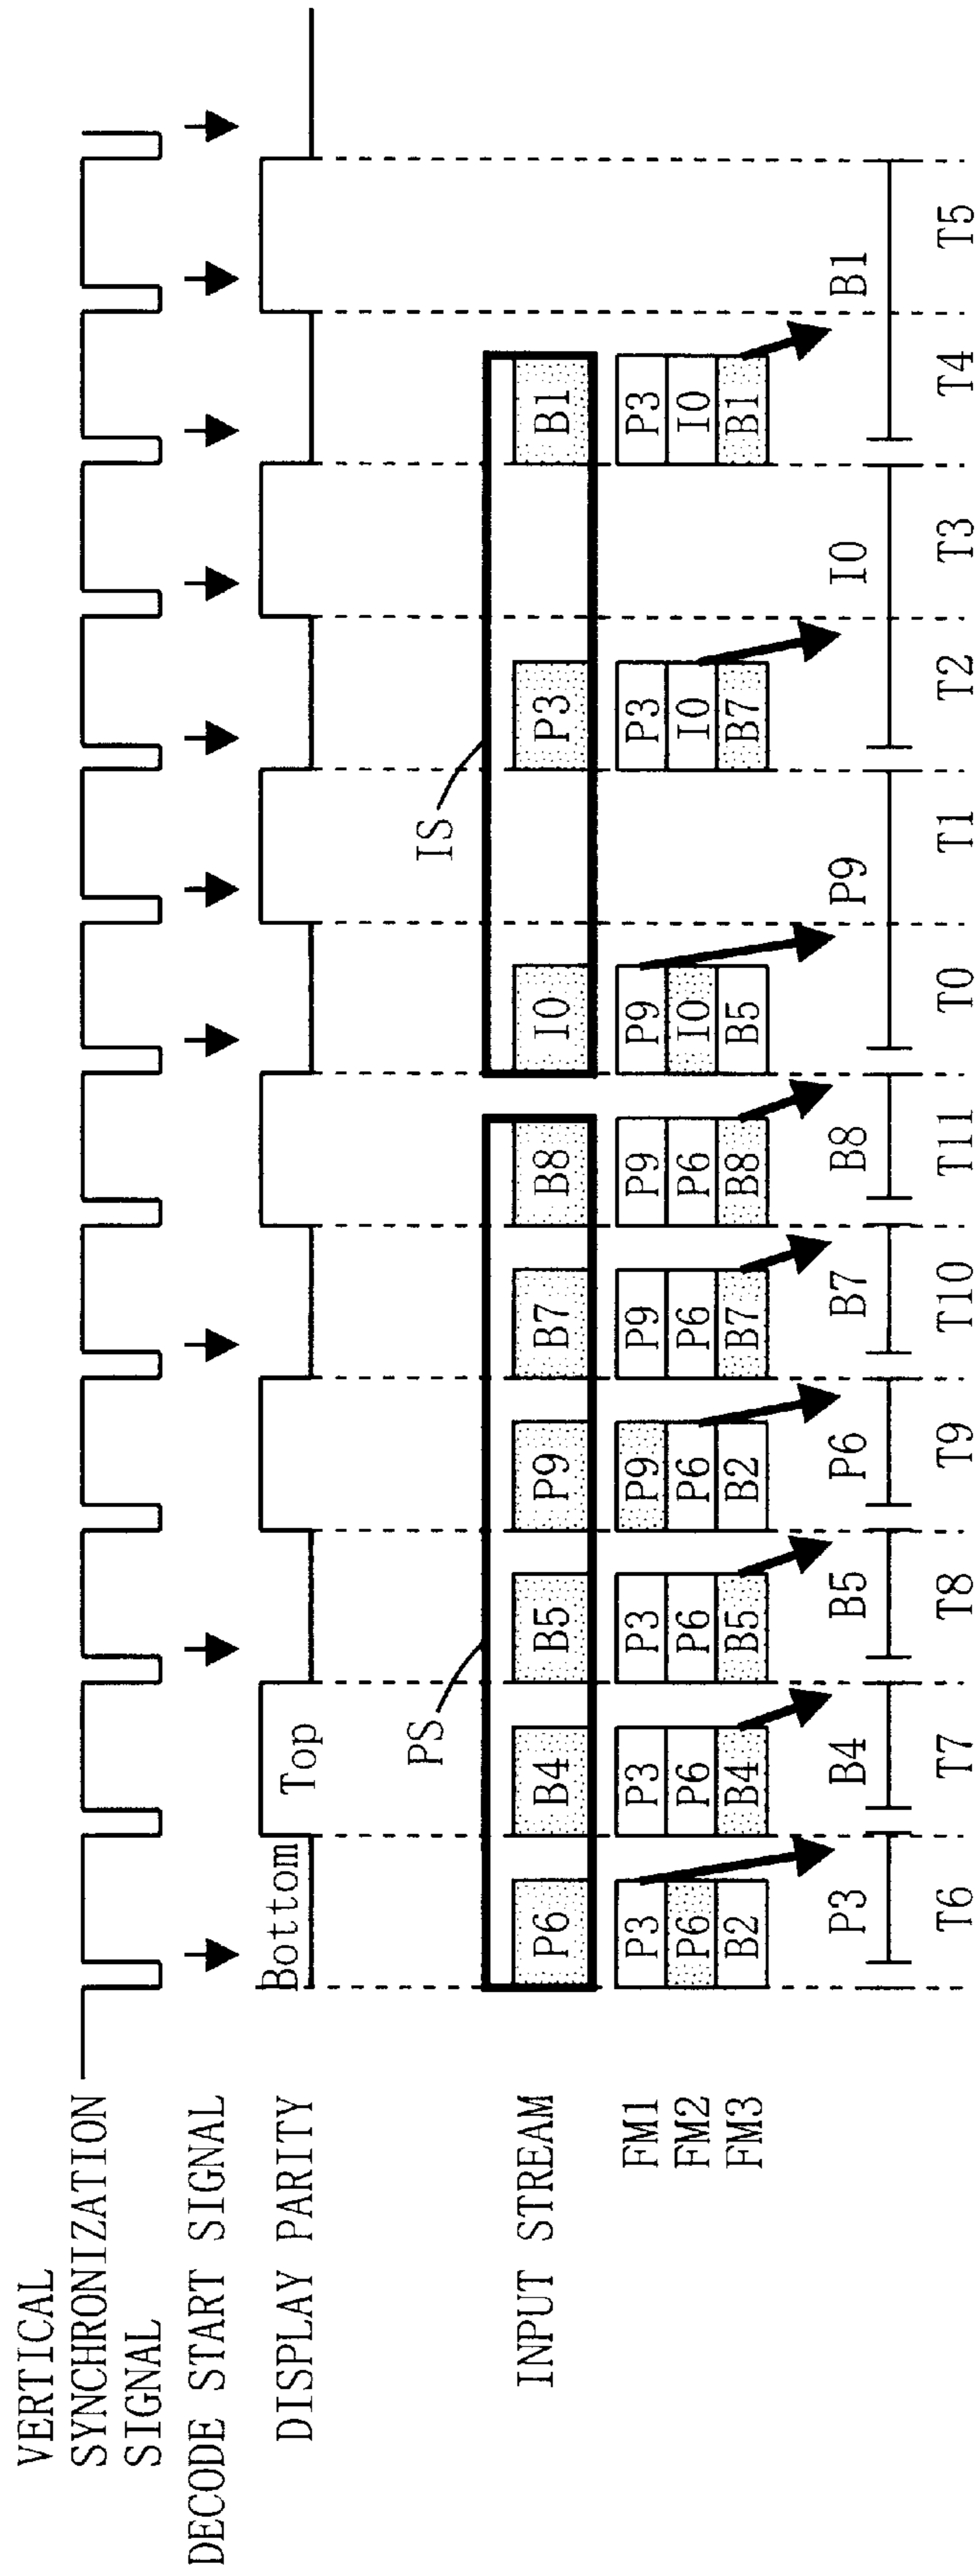 VERTICAL
SYNCHRONIZATION
SIGNAL
DECODE START SIGNAL
DISPLAY PARITY
Bottom
Top
PS
IS
INPUT STREAM
P6 B4 B5 P9 B7 B8 I0 P3 B1
FM1 P3 P3 P3 P9 P9 P9 P9 P3 P3
FM2 P6 P6 P6 P6 P6 P6 I0 I0 I0
FM3 B2 B4 B5 B2 B7 B8 B5 B7 B1
P3 B4 B5 P6 B7 B8 P9 I0 B1
T6 T7 T8 T9 T10 T11 T0 T1 T2 T3 T4 T5